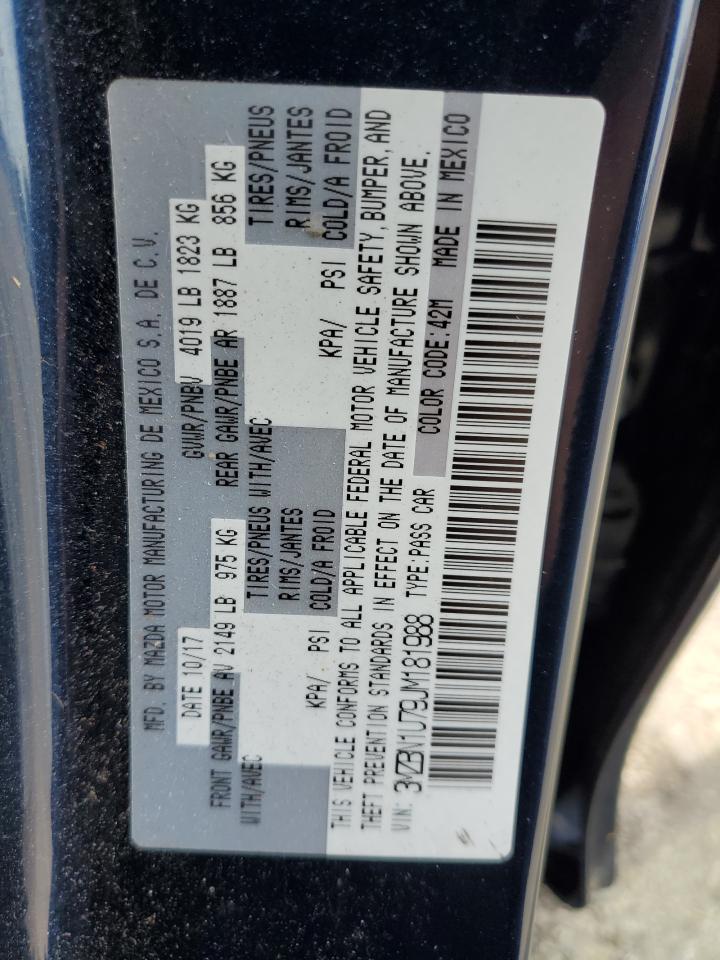 MFD. BY MAZDA MOTOR MANUFACTURING DE MEXICO S.A. DE C.V.
DATE 10/17 GVWR/PNBV 4019 LB 1823 KG
FRONT GAWR/PNBE AV 2149 LB 975 KG REAR GAWR/PNBE AR 1887 LB 856 KG
WITH/AVEC TIRES/PNEUS WITH/AVEC TIRES/PNEUS
RIMS/JANTES RIMS/JANTES
KPA/ PSI COLD/A FROID KPA/ PSI COLD/A FROID
THIS VEHICLE CONFORMS TO ALL APPLICABLE FEDERAL MOTOR VEHICLE SAFETY, BUMPER, AND
THEFT PREVENTION STANDARDS IN EFFECT ON THE DATE OF MANUFACTURE SHOWN ABOVE.
VIN: 3MZBN1U79JM181988 TYPE:PASS CAR COLOR CODE:42M MADE IN MEXICO